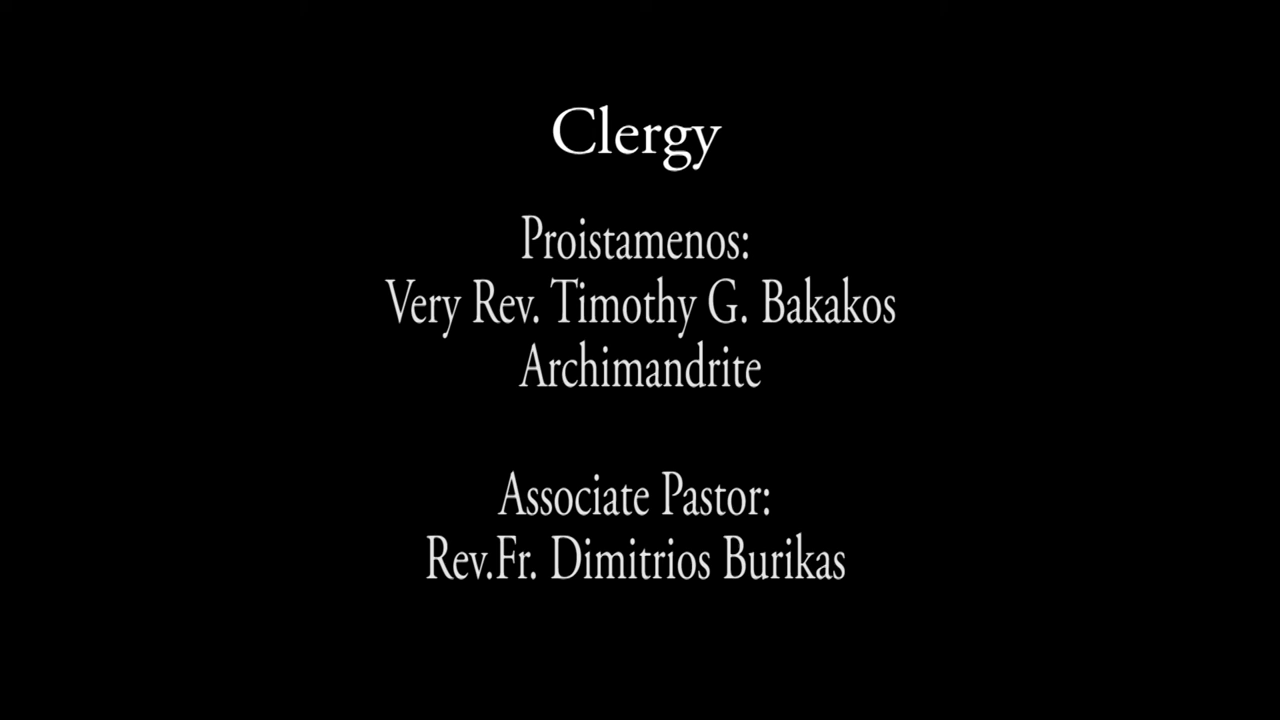 Clergy
Proistamenos:
Very Rev. Timothy G. Bakakos
Archimandrite
Associate Pastor:
Rev.Fr. Dimitrios Burikas